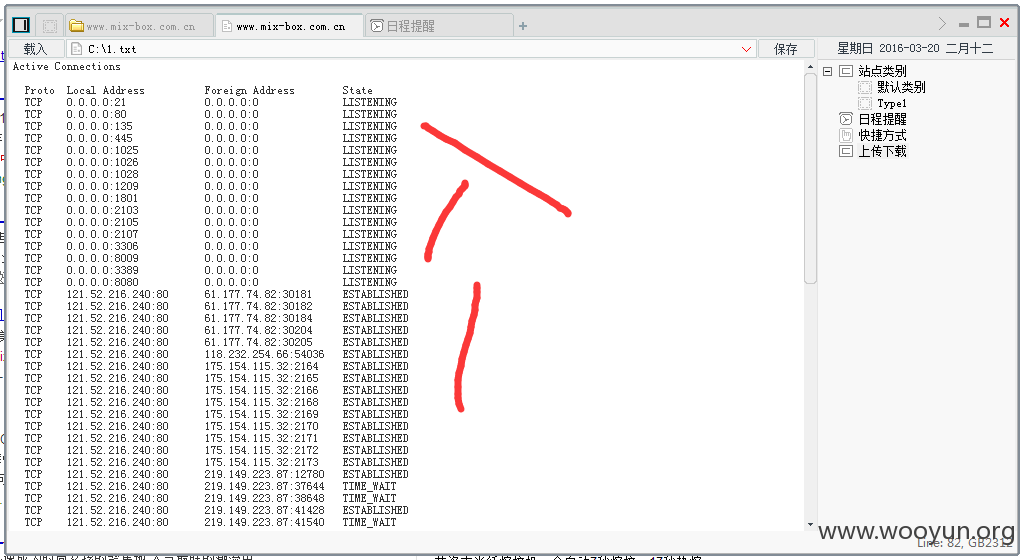 www.mix-box.com.cn www.mix-box.com.cn 日程提醒 +
载入 C:\1.txt 保存 星期日 2016-03-20 二月十二
Active Connections
Proto Local Address Foreign Address State
TCP 0.0.0.0:21 0.0.0.0:0 LISTENING
TCP 0.0.0.0:80 0.0.0.0:0 LISTENING
TCP 0.0.0.0:135 0.0.0.0:0 LISTENING
TCP 0.0.0.0:445 0.0.0.0:0 LISTENING
TCP 0.0.0.0:1025 0.0.0.0:0 LISTENING
TCP 0.0.0.0:1026 0.0.0.0:0 LISTENING
TCP 0.0.0.0:1028 0.0.0.0:0 LISTENING
TCP 0.0.0.0:1209 0.0.0.0:0 LISTENING
TCP 0.0.0.0:1801 0.0.0.0:0 LISTENING
TCP 0.0.0.0:2103 0.0.0.0:0 LISTENING
TCP 0.0.0.0:2105 0.0.0.0:0 LISTENING
TCP 0.0.0.0:2107 0.0.0.0:0 LISTENING
TCP 0.0.0.0:3306 0.0.0.0:0 LISTENING
TCP 0.0.0.0:8009 0.0.0.0:0 LISTENING
TCP 0.0.0.0:3389 0.0.0.0:0 LISTENING
TCP 0.0.0.0:8080 0.0.0.0:0 LISTENING
TCP 121.52.216.240:80 61.177.74.82:30181 ESTABLISHED
TCP 121.52.216.240:80 61.177.74.82:30182 ESTABLISHED
TCP 121.52.216.240:80 61.177.74.82:30184 ESTABLISHED
TCP 121.52.216.240:80 61.177.74.82:30204 ESTABLISHED
TCP 121.52.216.240:80 61.177.74.82:30205 ESTABLISHED
TCP 121.52.216.240:80 118.232.254.66:54036 ESTABLISHED
TCP 121.52.216.240:80 175.154.115.32:2164 ESTABLISHED
TCP 121.52.216.240:80 175.154.115.32:2165 ESTABLISHED
TCP 121.52.216.240:80 175.154.115.32:2166 ESTABLISHED
TCP 121.52.216.240:80 175.154.115.32:2168 ESTABLISHED
TCP 121.52.216.240:80 175.154.115.32:2169 ESTABLISHED
TCP 121.52.216.240:80 175.154.115.32:2170 ESTABLISHED
TCP 121.52.216.240:80 175.154.115.32:2171 ESTABLISHED
TCP 121.52.216.240:80 175.154.115.32:2172 ESTABLISHED
TCP 121.52.216.240:80 175.154.115.32:2173 ESTABLISHED
TCP 121.52.216.240:80 219.149.223.87:12780 ESTABLISHED
TCP 121.52.216.240:80 219.149.223.87:37644 TIME_WAIT
TCP 121.52.216.240:80 219.149.223.87:38648 TIME_WAIT
TCP 121.52.216.240:80 219.149.223.87:41428 ESTABLISHED
TCP 121.52.216.240:80 219.149.223.87:41540 TIME_WAIT
站点类别
默认类别
Type1
日程提醒
快捷方式
上传下载
www.wooyun.org
Line: 82, GB2312